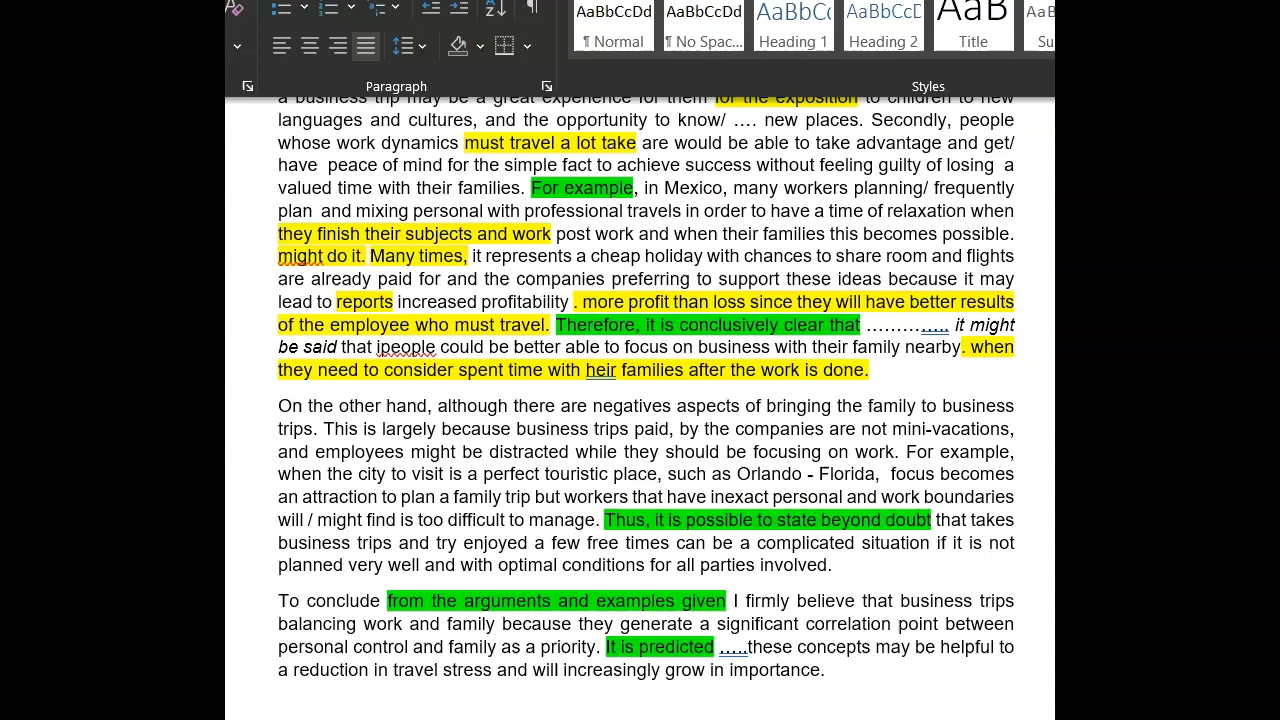 AaBbCcDd AaBbCcDd AaBbCc AaBbCcD AaB AaB
¶ Normal ¶ No Spac... Heading 1 Heading 2 Title Su
Paragraph Styles
a business trip may be a great experience for them for the exposition to children to new
languages and cultures, and the opportunity to know/ …. new places. Secondly, people
whose work dynamics must travel a lot take are would be able to take advantage and get/
have peace of mind for the simple fact to achieve success without feeling guilty of losing a
valued time with their families. For example, in Mexico, many workers planning/ frequently
plan and mixing personal with professional travels in order to have a time of relaxation when
they finish their subjects and work post work and when their families this becomes possible.
might do it. Many times, it represents a cheap holiday with chances to share room and flights
are already paid for and the companies preferring to support these ideas because it may
lead to reports increased profitability . more profit than loss since they will have better results
of the employee who must travel. Therefore, it is conclusively clear that ………..... it might
be said that ipeople could be better able to focus on business with their family nearby. when
they need to consider spent time with heir families after the work is done.
On the other hand, although there are negatives aspects of bringing the family to business
trips. This is largely because business trips paid, by the companies are not mini-vacations,
and employees might be distracted while they should be focusing on work. For example,
when the city to visit is a perfect touristic place, such as Orlando - Florida, focus becomes
an attraction to plan a family trip but workers that have inexact personal and work boundaries
will / might find is too difficult to manage. Thus, it is possible to state beyond doubt that takes
business trips and try enjoyed a few free times can be a complicated situation if it is not
planned very well and with optimal conditions for all parties involved.
To conclude from the arguments and examples given I firmly believe that business trips
balancing work and family because they generate a significant correlation point between
personal control and family as a priority. It is predicted …..these concepts may be helpful to
a reduction in travel stress and will increasingly grow in importance.